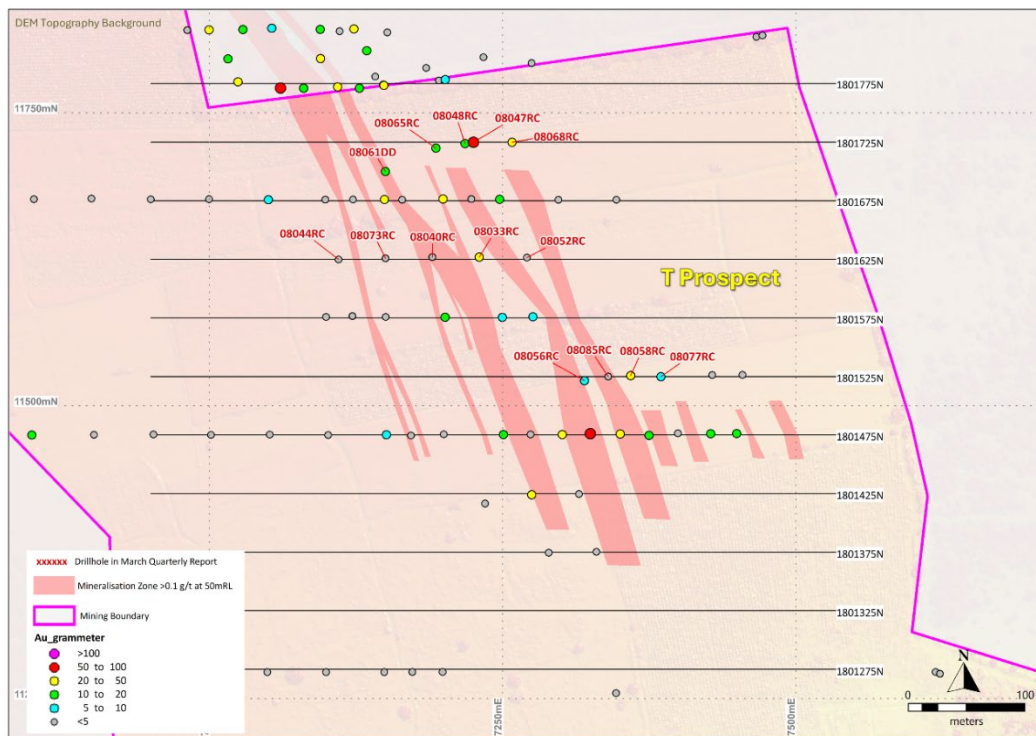 DEM Topography Background
1801775N
11750mN
08048RC
08047RC
08065RC
08068RC
1801725N
08061DD
1801675N
08044RC
08073RC
08040RC
08033RC
08052RC
1801625N
T Prospect
1801575N
08056RC
08085RC
08058RC
08077RC
1801525N
11500mN
1801475N
1801425N
1801375N
xxxxxx Drillhole in March Quarterly Report
Mineralisation Zone >0.1 g/t at 50mRL
Mining Boundary
1801325N
Au_grammeter
>100
50 to 100
20 to 50
10 to 20
5 to 10
<5
1801275N
N
0 100
meters
7250mE
7500mE